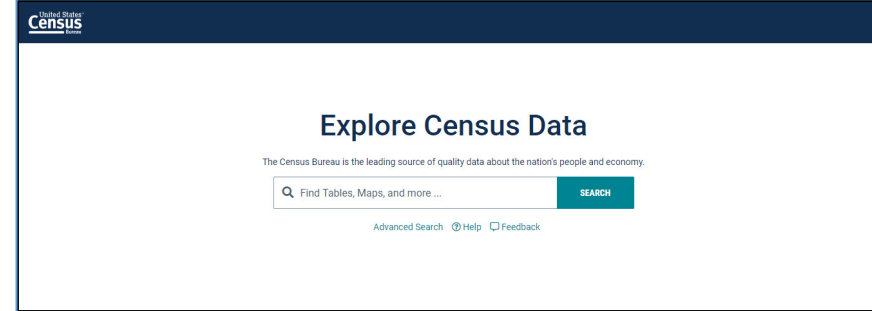 United States®
Census
Bureau
Explore Census Data
The Census Bureau is the leading source of quality data about the nation's people and economy.
Find Tables, Maps, and more ...
SEARCH
Advanced Search Help Feedback